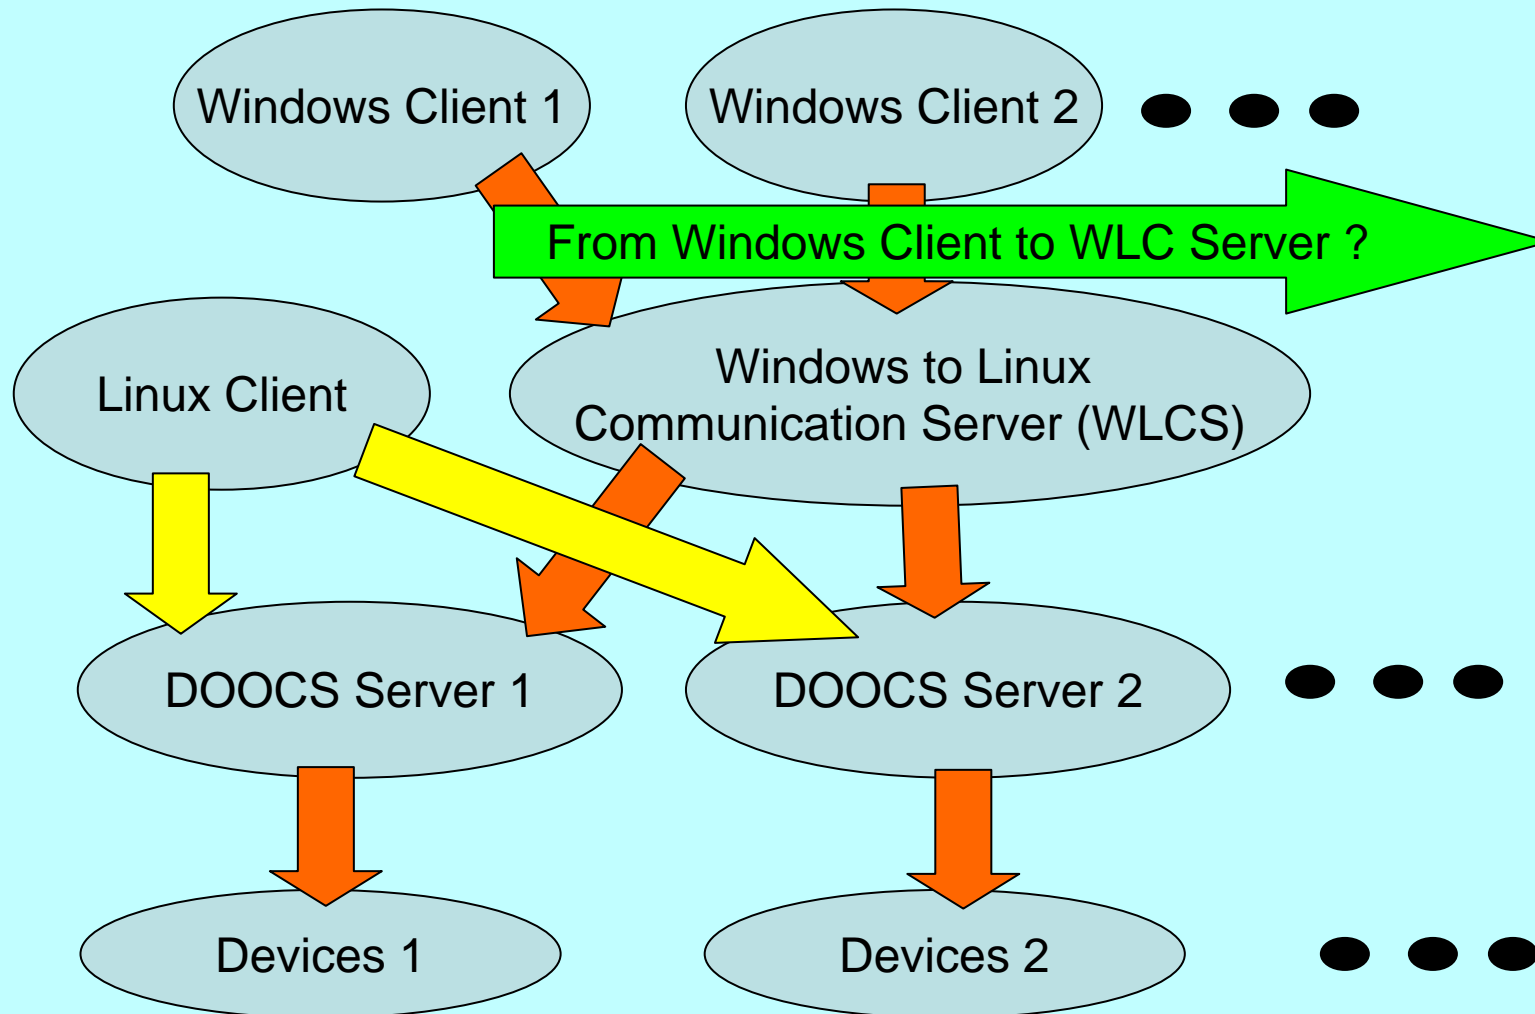 Windows Client 1
Windows Client 2
From Windows Client to WLC Server ?
Linux Client
Windows to Linux
Communication Server (WLCS)
DOOCS Server 1
DOOCS Server 2
Devices 1
Devices 2